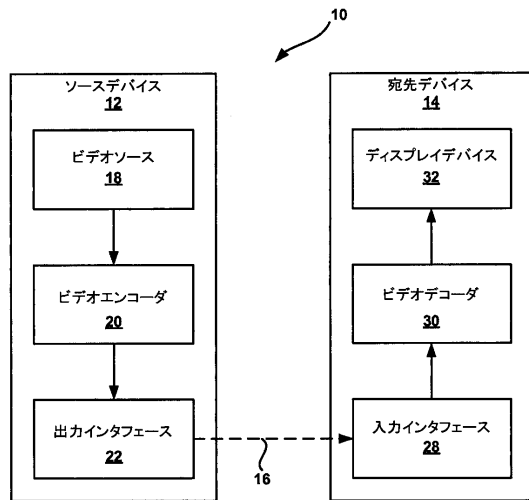 10
ソースデバイス
12
ビデオソース
18
ビデオエンコーダ
20
出力インタフェース
22
16
宛先デバイス
14
ディスプレイデバイス
32
ビデオデコーダ
30
入力インタフェース
28